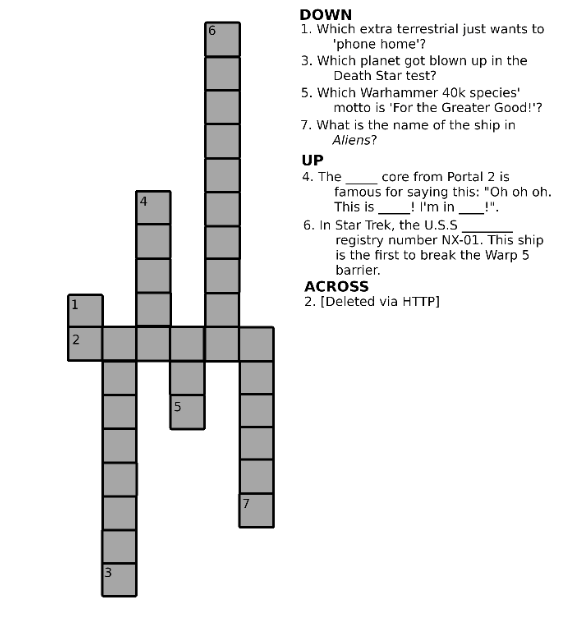 DOWN
1. Which extra terrestrial just wants to
'phone home'?
3. Which planet got blown up in the
Death Star test?
5. Which Warhammer 40k species'
motto is 'For the Greater Good!'?
7. What is the name of the ship in
Aliens?
UP
4. The _____ core from Portal 2 is
famous for saying this: "Oh oh oh.
This is _____! I'm in ____!".
6. In Star Trek, the U.S.S ________
registry number NX-01. This ship
is the first to break the Warp 5
barrier.
ACROSS
2. [Deleted via HTTP]
6
4
1
2
5
7
3